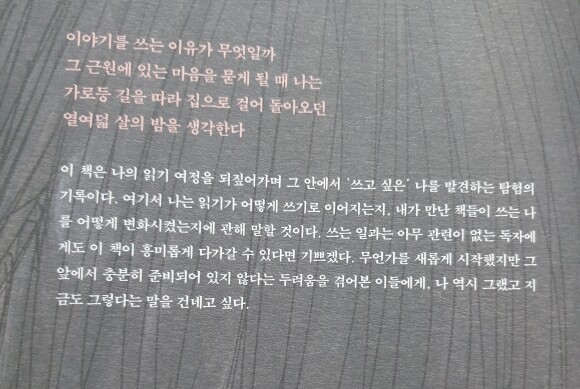 이야기를 쓰는 이유가 무엇일까
그 근원에 있는 마음을 묻게 될 때 나는
가로등 길을 따라 집으로 걸어 돌아오던
열여덟 살의 밤을 생각한다
이 책은 나의 읽기 여정을 되짚어가며 그 안에서 ‘쓰고 싶은’ 나를 발견하는 탐험의
기록이다. 여기서 나는 읽기가 어떻게 쓰기로 이어지는지, 내가 만난 책들이 쓰는 나
를 어떻게 변화시켰는지에 관해 말할 것이다. 쓰는 일과는 아무 관련이 없는 독자에
게도 이 책이 흥미롭게 다가갈 수 있다면 기쁘겠다. 무언가를 새롭게 시작했지만 그
앞에서 충분히 준비되어 있지 않다는 두려움을 겪어본 이들에게, 나 역시 그랬고 지
금도 그렇다는 말을 건네고 싶다.